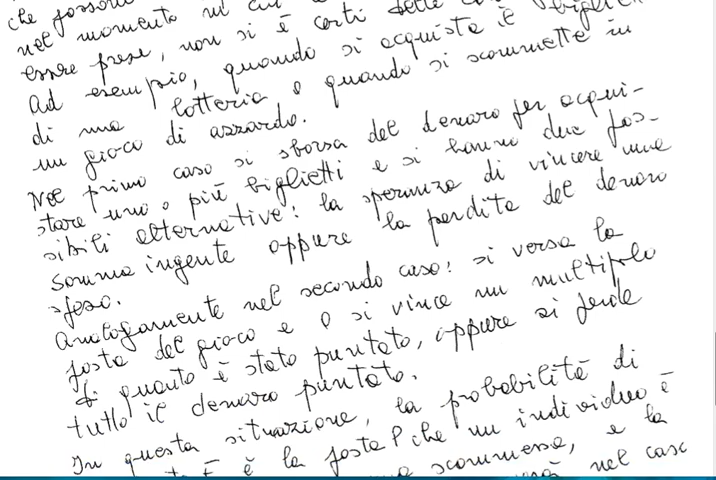 che possono
nel momento in cui
essere prese, non si è certi delle
Ad esempio, quando si acquista il bigliet
di una lotteria o quando si scommette in
un gioco di azzardo.
Nel primo caso si sborsa del denaro per acqui-
stare uno o più biglietti e si hanno due pos-
sibili alternative: la speranza di vincere una
somma ingente oppure la perdita del denaro
speso.
Analogamente nel secondo caso: si versa la
posta del gioco e o si vince un multiplo
di quanto è stato puntato, oppure si perde
tutto il denaro puntato.
In questa situazione, la probabilità di
è la posta P che un individuo è
scommessa, e la
nel caso